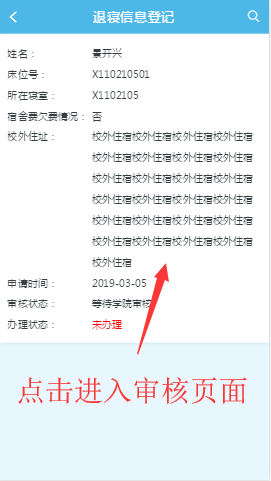 退寝信息登记
姓名： 景开兴
床位号： X110210501
所在寝室： X1102105
宿舍费欠费情况： 否
校外住址： 校外住宿校外住宿校外住宿校外住宿
校外住宿校外住宿校外住宿校外住宿
校外住宿校外住宿校外住宿校外住宿
校外住宿校外住宿校外住宿校外住宿
校外住宿校外住宿校外住宿校外住宿
校外住宿校外住宿校外住宿校外住宿
校外住宿
申请时间： 2019-03-05
审核状态： 等待学院审核
办理状态： 未办理
点击进入审核页面